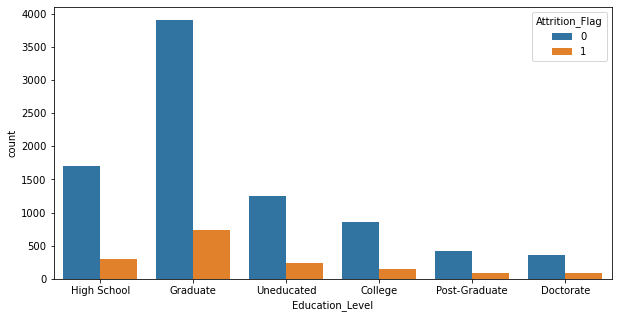 4000
3500
3000
2500
2000
1500
1000
500
0
count
Attrition_Flag
0
1
High School Graduate Uneducated College Post-Graduate Doctorate
Education_Level